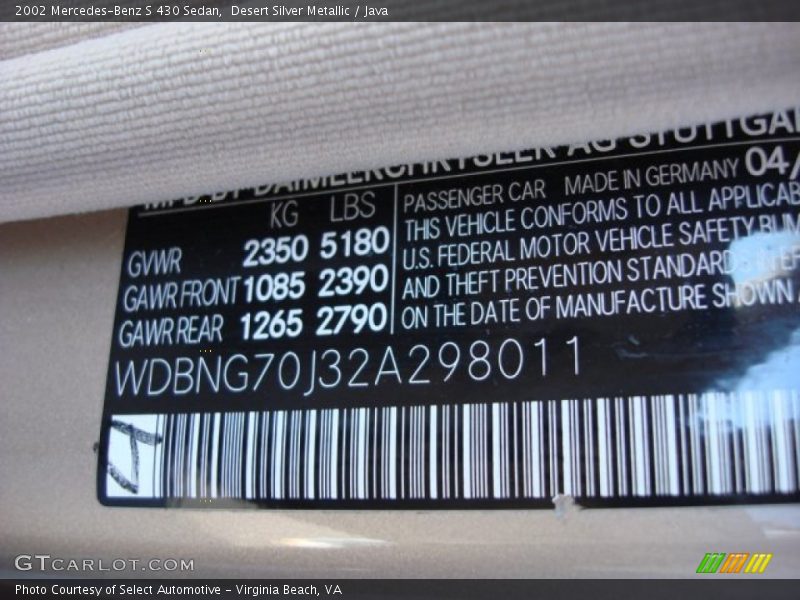 2002 Mercedes-Benz S 430 Sedan,  Desert Silver Metallic / Java
MFD BY DAIMLERCHRYSLER AG STUTTGA
KG LBS
GVWR 2350 5180
GAWR FRONT 1085 2390
GAWR REAR 1265 2790
PASSENGER CAR MADE IN GERMANY 04/
THIS VEHICLE CONFORMS TO ALL APPLICAB
U.S. FEDERAL MOTOR VEHICLE SAFETY BUM
AND THEFT PREVENTION STANDARDS
ON THE DATE OF MANUFACTURE SHOWN
WDBNG70J32A298011
GTCARLOT.COM
Photo Courtesy of Select Automotive - Virginia Beach, VA